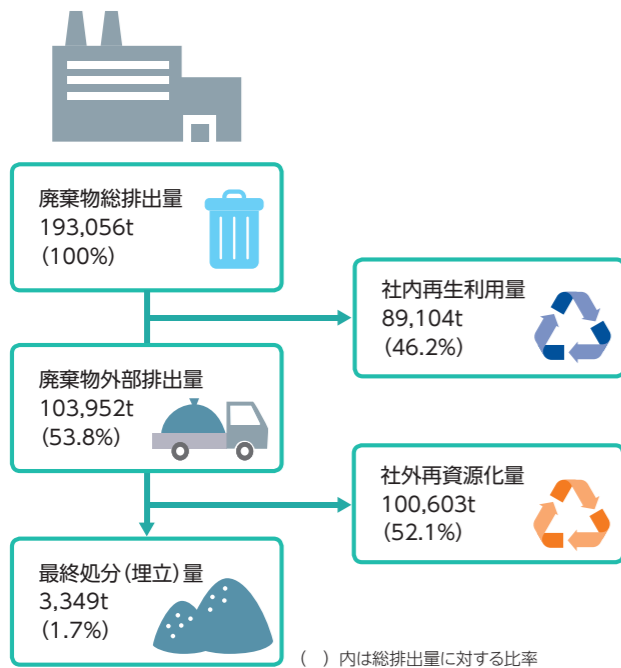 廃棄物総排出量
193,056t
(100%)
社内再生利用量
89,104t
(46.2%)
廃棄物外部排出量
103,952t
(53.8%)
社外再資源化量
100,603t
(52.1%)
最終処分(埋立)量
3,349t
(1.7%)
( )内は総排出量に対する比率